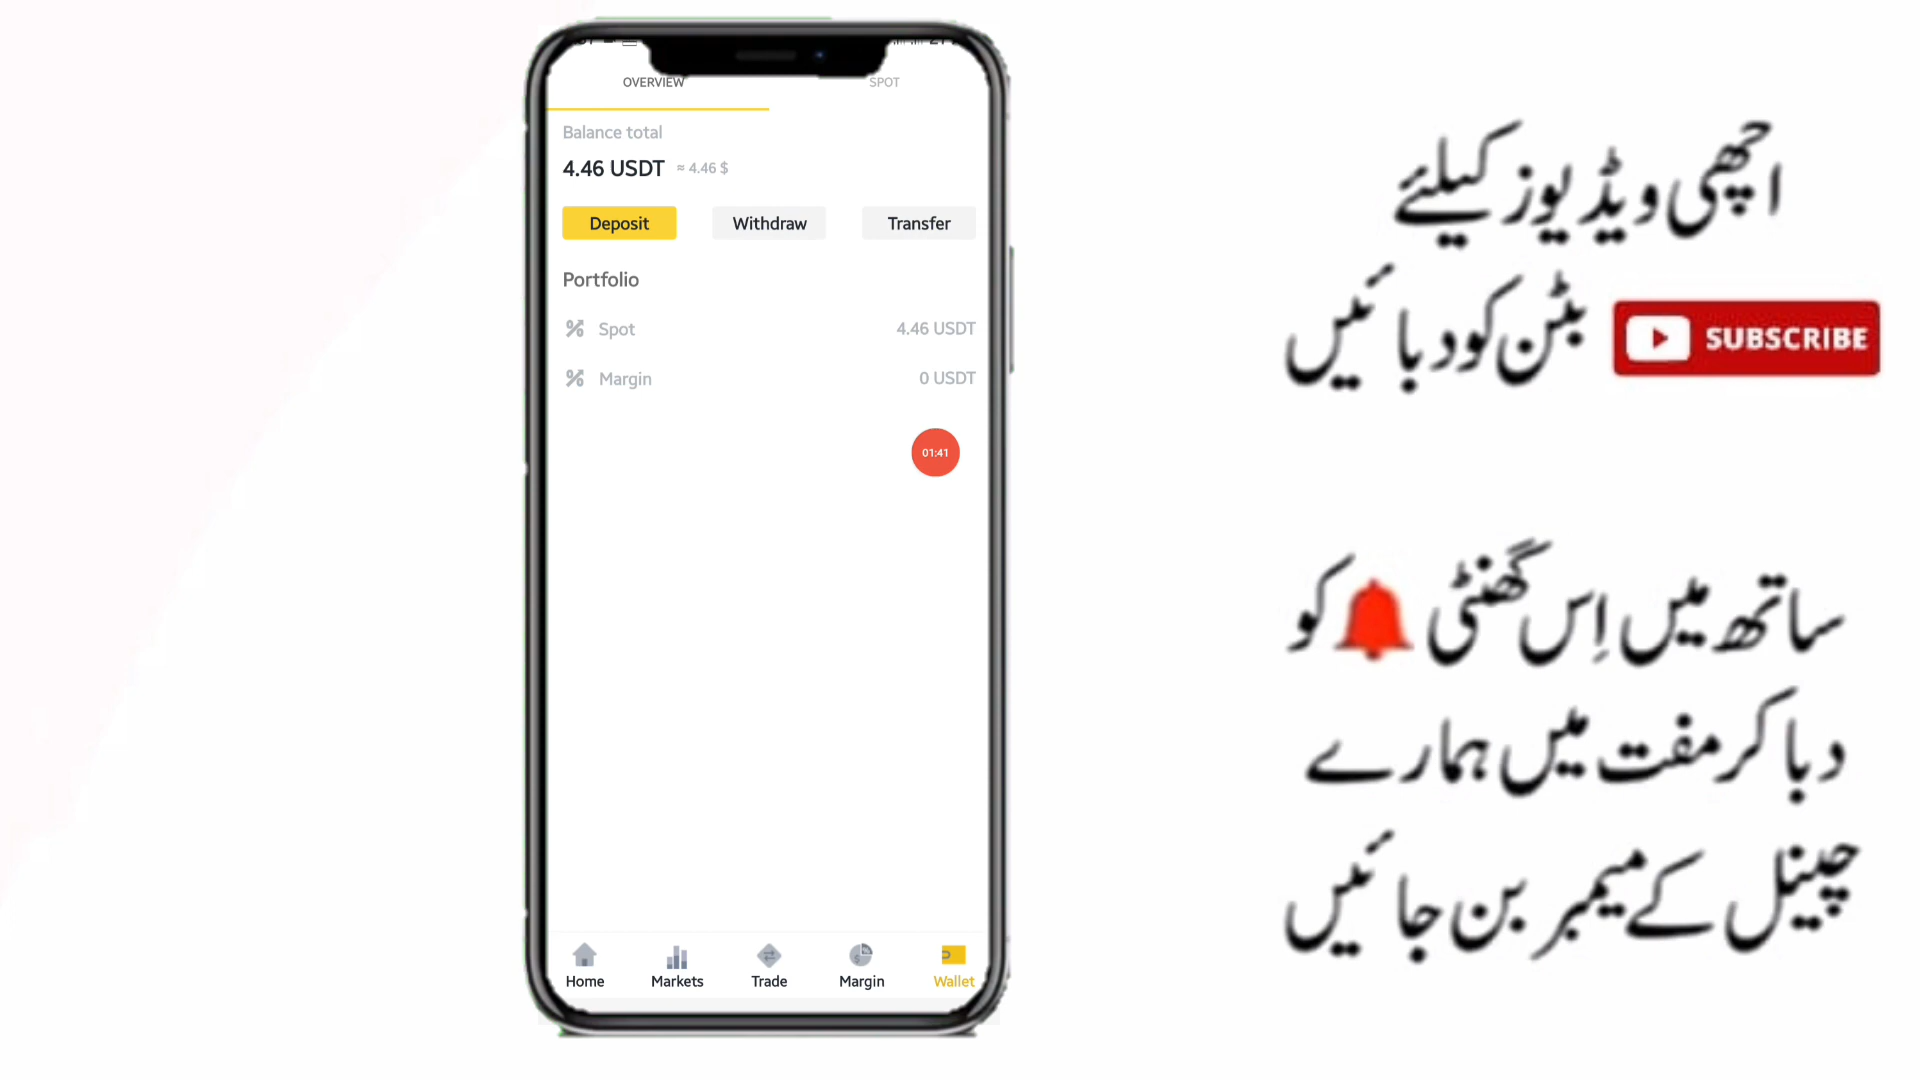 OVERVIEW
SPOT
Balance total
4.46 USDT ≈ 4.46 $
Deposit
Withdraw
Transfer
Portfolio
Spot
4.46 USDT
Margin
0 USDT
01:41
Home
Markets
Trade
Margin
Wallet
اچھی ویڈیوز کیلئے
SUBSCRIBE بٹن کو دبائیں
ساتھ میں اِس گھنٹی کو
دبا کر مفت میں ہمارے
چینل کے میمبر بن جائیں